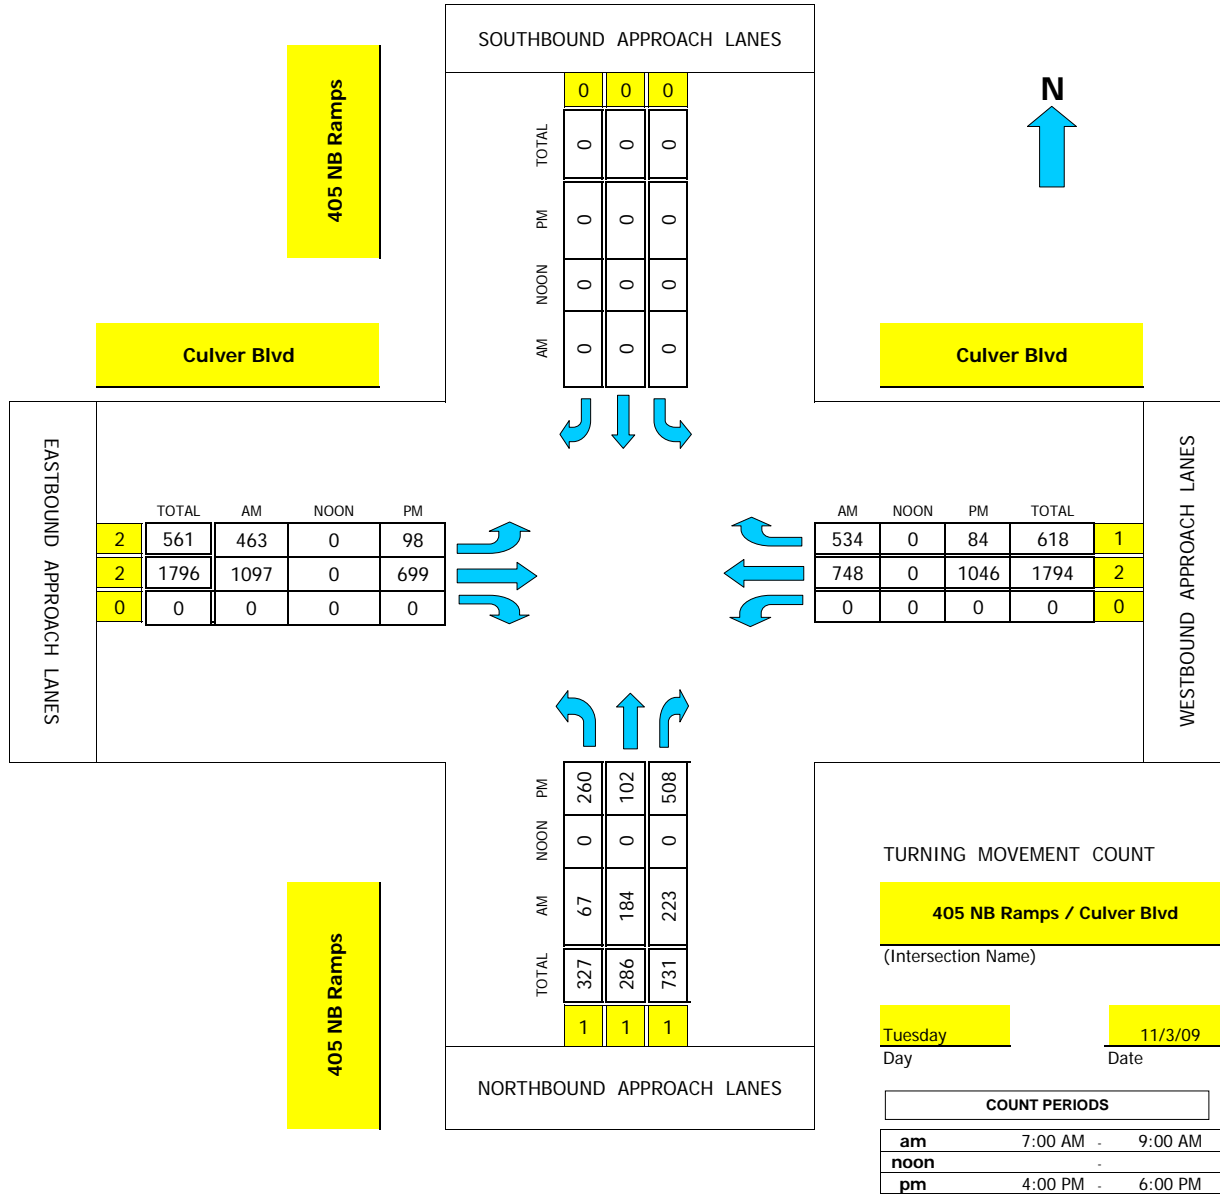 SOUTHBOUND APPROACH LANES
0 0 0
TOTAL 0 0 0
PM 0 0 0
NOON 0 0 0
AM 0 0 0
405 NB Ramps
N
Culver Blvd
Culver Blvd
EASTBOUND APPROACH LANES
TOTAL AM NOON PM
2 561 463 0 98
2 1796 1097 0 699
0 0 0 0 0
AM NOON PM TOTAL
534 0 84 618 1
748 0 1046 1794 2
0 0 0 0 0
WESTBOUND APPROACH LANES
PM 260 102 508
NOON 0 0 0
AM 67 184 223
TOTAL 327 286 731
1 1 1
NORTHBOUND APPROACH LANES
405 NB Ramps
TURNING MOVEMENT COUNT
405 NB Ramps / Culver Blvd
(Intersection Name)
Tuesday 11/3/09
Day Date
COUNT PERIODS
am 7:00 AM - 9:00 AM
noon -
pm 4:00 PM - 6:00 PM